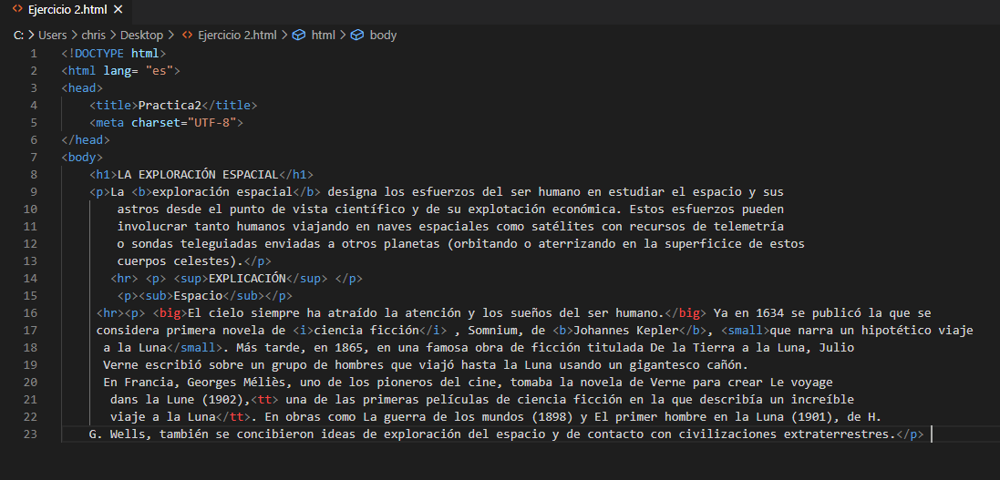 <> Ejercicio 2.html ×
C: > Users > chris > Desktop > <> Ejercicio 2.html > html > body
1 <!DOCTYPE html>
2 <html lang= "es">
3 <head>
4 <title>Practica2</title>
5 <meta charset="UTF-8">
6 </head>
7 <body>
8 <h1>LA EXPLORACIÓN ESPACIAL</h1>
9 <p>La <b>exploración espacial</b> designa los esfuerzos del ser humano en estudiar el espacio y sus
10 astros desde el punto de vista científico y de su explotación económica. Estos esfuerzos pueden
11 involucrar tanto humanos viajando en naves espaciales como satélites con recursos de telemetría
12 o sondas teleguiadas enviadas a otros planetas (orbitando o aterrizando en la superficice de estos
13 cuerpos celestes).</p>
14 <hr> <p> <sup>EXPLICACIÓN</sup> </p>
15 <p><sub>Espacio</sub></p>
16 <hr><p> <big>El cielo siempre ha atraído la atención y los sueños del ser humano.</big> Ya en 1634 se publicó la que se
17 considera primera novela de <i>ciencia ficción</i> , Somnium, de <b>Johannes Kepler</b>, <small>que narra un hipotético viaje
18 a la Luna</small>. Más tarde, en 1865, en una famosa obra de ficción titulada De la Tierra a la Luna, Julio
19 Verne escribió sobre un grupo de hombres que viajó hasta la Luna usando un gigantesco cañón.
20 En Francia, Georges Méliès, uno de los pioneros del cine, tomaba la novela de Verne para crear Le voyage
21 dans la Lune (1902),<tt> una de las primeras películas de ciencia ficción en la que describía un increíble
22 viaje a la Luna</tt>. En obras como La guerra de los mundos (1898) y El primer hombre en la Luna (1901), de H.
23 G. Wells, también se concibieron ideas de exploración del espacio y de contacto con civilizaciones extraterrestres.</p>